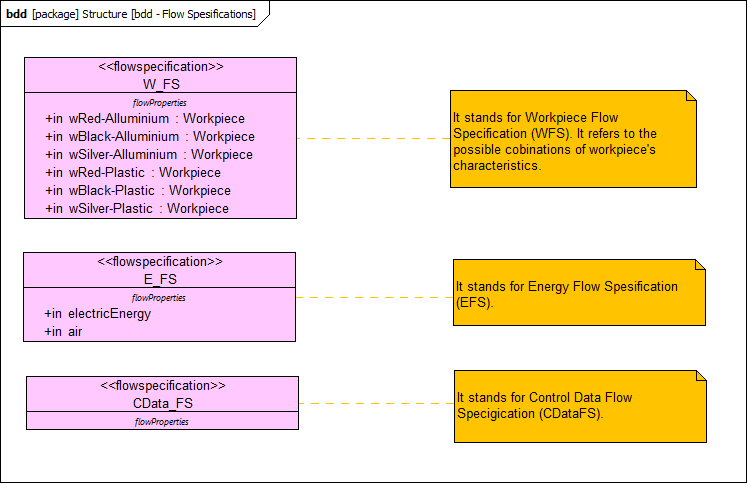 bdd [package] Structure [bdd - Flow Spesifications]
<<flowspecification>>
W_FS
flowProperties
+in wRed-Alluminium : Workpiece
+in wBlack-Alluminium : Workpiece
+in wSilver-Alluminium : Workpiece
+in wRed-Plastic : Workpiece
+in wBlack-Plastic : Workpiece
+in wSilver-Plastic : Workpiece
It stands for Workpiece Flow
Specification (WFS). It refers to the
possible cobinations of workpiece's
characteristics.
<<flowspecification>>
E_FS
flowProperties
+in electricEnergy
+in air
It stands for Energy Flow Spesification
(EFS).
<<flowspecification>>
CData_FS
flowProperties
It stands for Control Data Flow
Specigication (CDataFS).